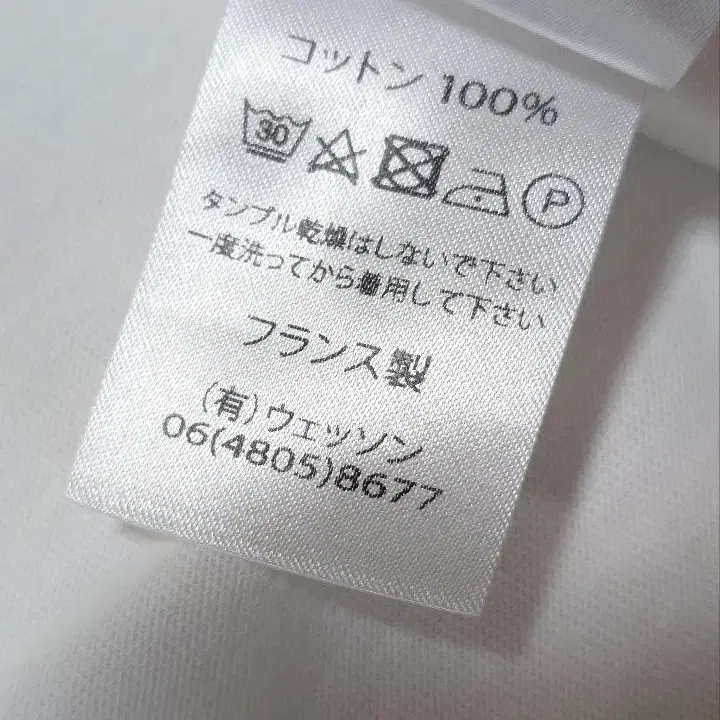 コットン 100%
30
P
タンブル乾燥はしないで下さい
一度洗ってから着用して下さい
フランス製
(有)ウェッソン
06(4805)8677